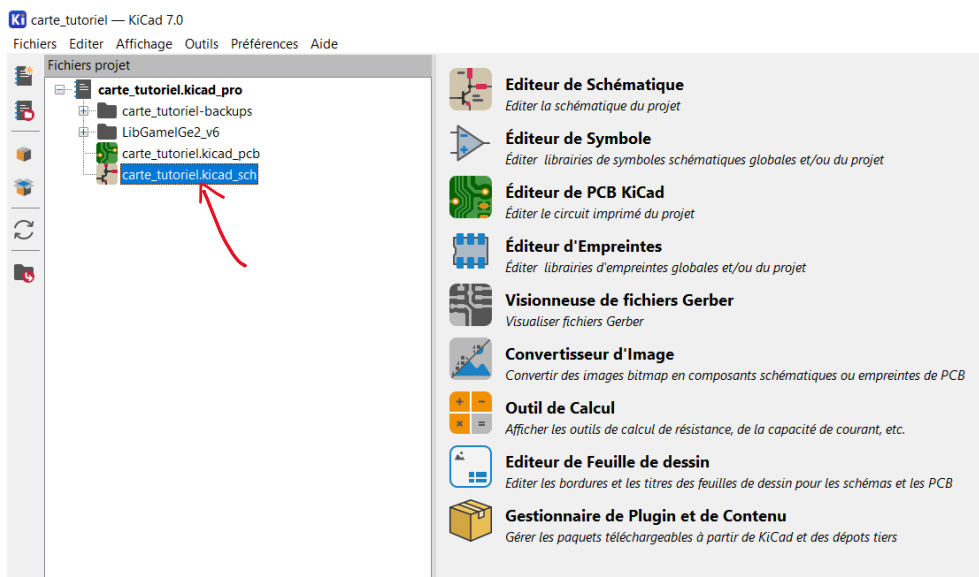 carte_tutoriel — KiCad 7.0
Fichiers Editer Affichage Outils Préférences Aide
Fichiers projet
carte_tutoriel.kicad_pro
carte_tutoriel-backups
LibGamelGe2_v6
carte_tutoriel.kicad_pcb
carte_tutoriel.kicad_sch
Editeur de Schématique
Editer la schématique du projet
Éditeur de Symbole
Éditer librairies de symboles schématiques globales et/ou du projet
Éditeur de PCB KiCad
Éditer le circuit imprimé du projet
Éditeur d'Empreintes
Éditer librairies d'empreintes globales et/ou du projet
Visionneuse de fichiers Gerber
Visualiser fichiers Gerber
Convertisseur d'Image
Convertir des images bitmap en composants schématiques ou empreintes de PCB
Outil de Calcul
Afficher les outils de calcul de résistance, de la capacité de courant, etc.
Editeur de Feuille de dessin
Editer les bordures et les titres des feuilles de dessin pour les schémas et les PCB
Gestionnaire de Plugin et de Contenu
Gérer les paquets téléchargeables à partir de KiCad et des dépots tiers